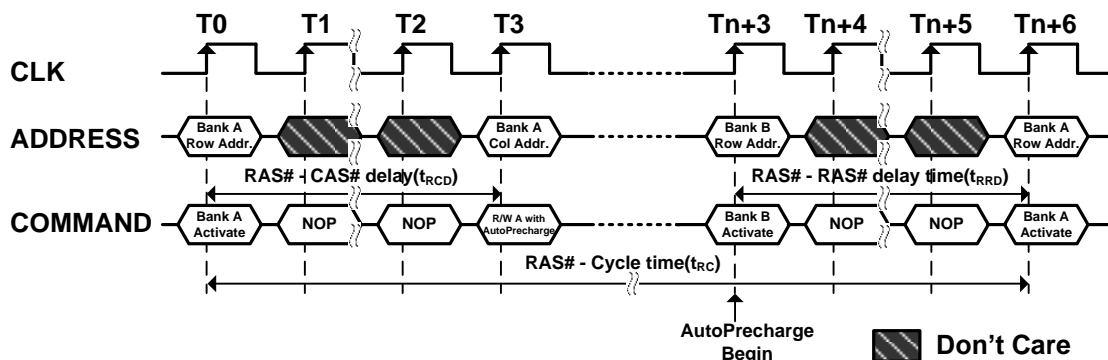 T0 T1 T2 T3 Tn+3 Tn+4 Tn+5 Tn+6
CLK
ADDRESS
Bank A
Row Addr.
Bank A
Col Addr.
Bank B
Row Addr.
Bank A
Row Addr.
RAS# - CAS# delay(tRCD)
RAS# - RAS# delay time(tRRD)
COMMAND
Bank A
Activate
NOP
NOP
R/W A with
AutoPrecharge
Bank B
Activate
NOP
NOP
Bank A
Activate
RAS# - Cycle time(tRC)
AutoPrecharge
Begin
Don't Care